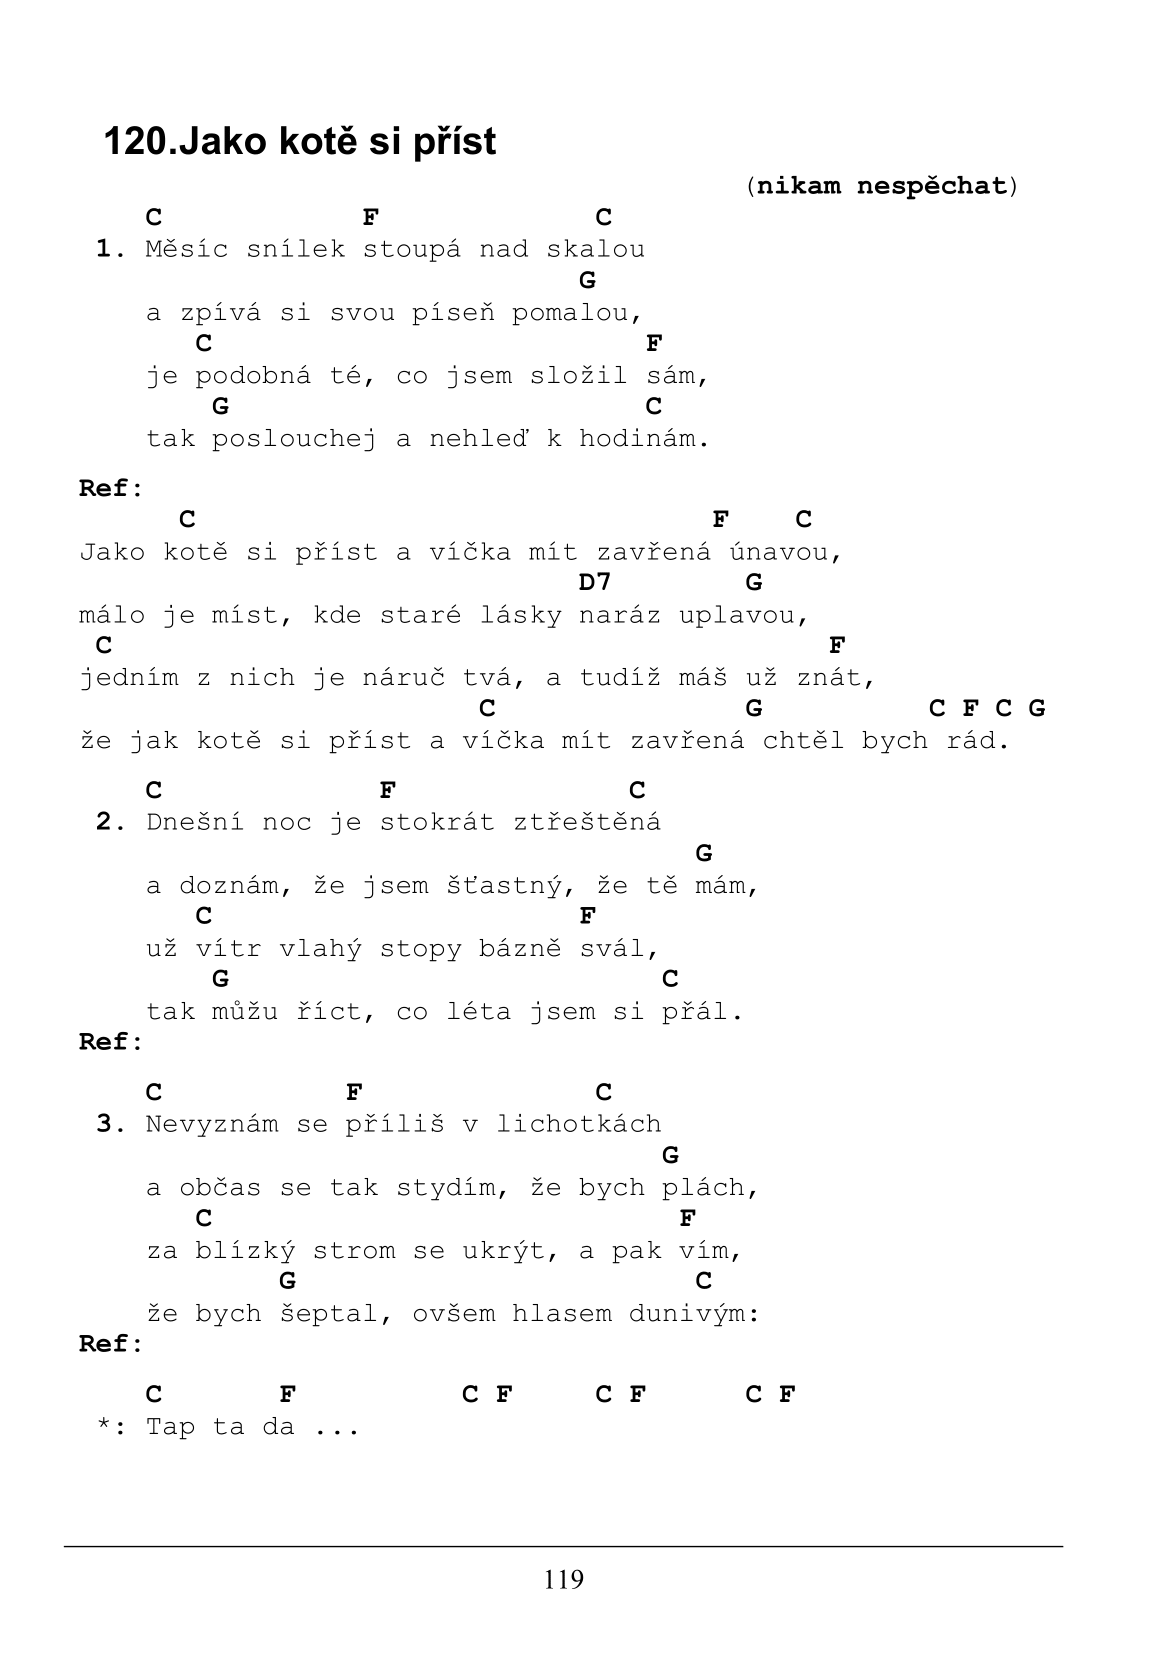 120.Jako kotě si příst
(nikam nespěchat)
    C            F             C
 1. Měsíc snílek stoupá nad skalou
                              G
    a zpívá si svou píseň pomalou,
       C                          F
    je podobná té, co jsem složil sám,
        G                         C
    tak poslouchej a nehleď k hodinám.
Ref:
      C                               F    C
Jako kotě si příst a víčka mít zavřená únavou,
                              D7        G
málo je míst, kde staré lásky naráz uplavou,
 C                                           F
jedním z nich je náruč tvá, a tudíž máš už znát,
                        C               G          C F C G
že jak kotě si příst a víčka mít zavřená chtěl bych rád.
    C             F              C
 2. Dnešní noc je stokrát ztřeštěná
                                     G
    a doznám, že jsem šťastný, že tě mám,
       C                      F
    už vítr vlahý stopy bázně svál,
        G                          C
    tak můžu říct, co léta jsem si přál.
Ref:
    C           F              C
 3. Nevyznám se příliš v lichotkách
                                   G
    a občas se tak stydím, že bych plách,
       C                            F
    za blízký strom se ukrýt, a pak vím,
            G                        C
    že bych šeptal, ovšem hlasem dunivým:
Ref:
    C       F          C F     C F      C F
 *: Tap ta da ...
119